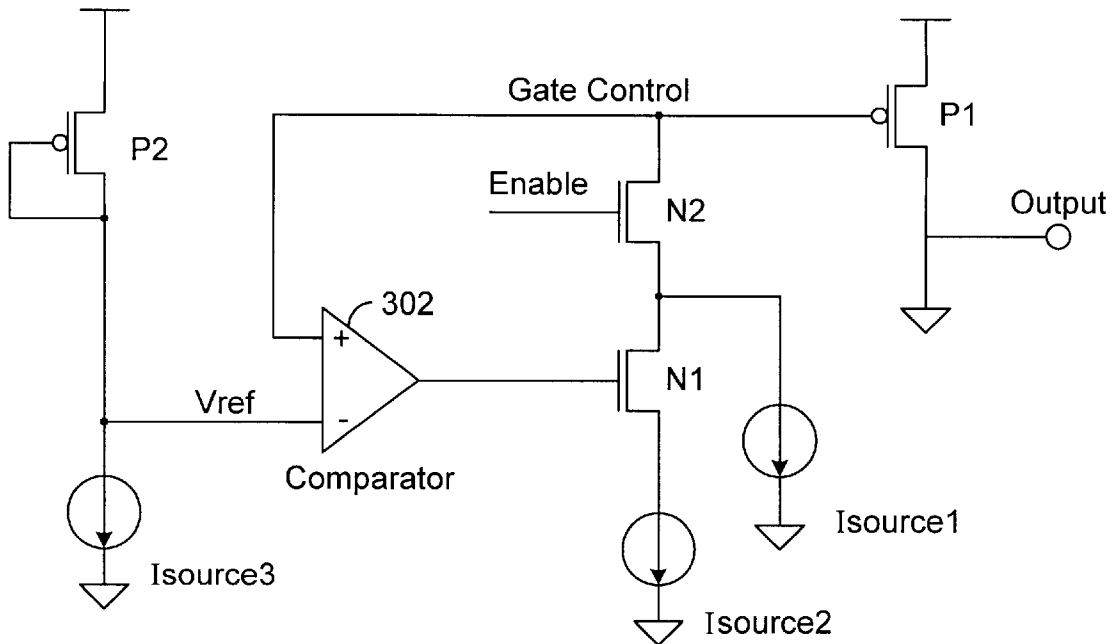 Gate Control
P1
P2
Enable
N2
Output
302
+
N1
Vref
-
Comparator
Isource1
Isource3
Isource2